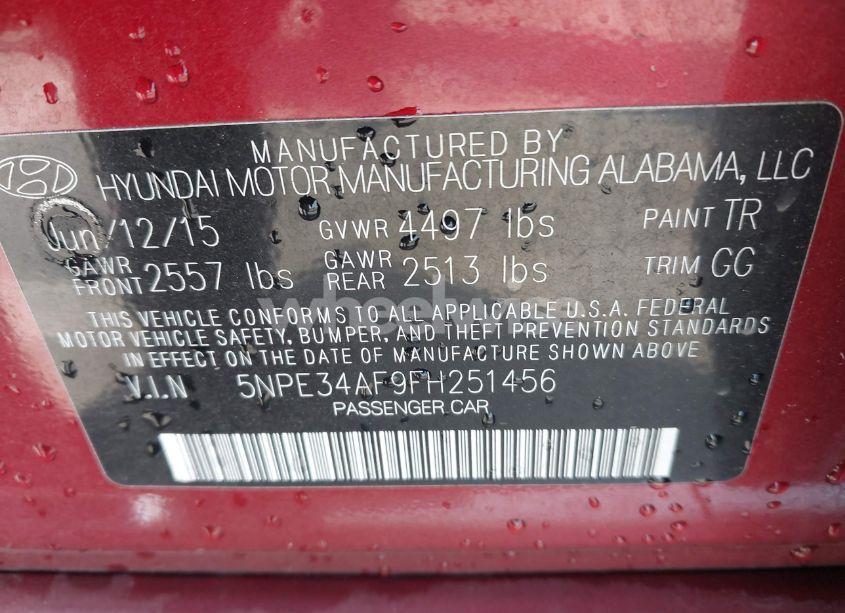 MANUFACTURED BY
HYUNDAI MOTOR MANUFACTURING ALABAMA, LLC
Jun/12/15 GVWR 4497 lbs PAINT TR
GAWR FRONT 2557 lbs GAWR REAR 2513 lbs TRIM GG
THIS VEHICLE CONFORMS TO ALL APPLICABLE U.S.A. FEDERAL
MOTOR VEHICLE SAFETY, BUMPER, AND THEFT PREVENTION STANDARDS
IN EFFECT ON THE DATE OF MANUFACTURE SHOWN ABOVE.
V.I.N 5NPE34AF9FH251456
PASSENGER CAR